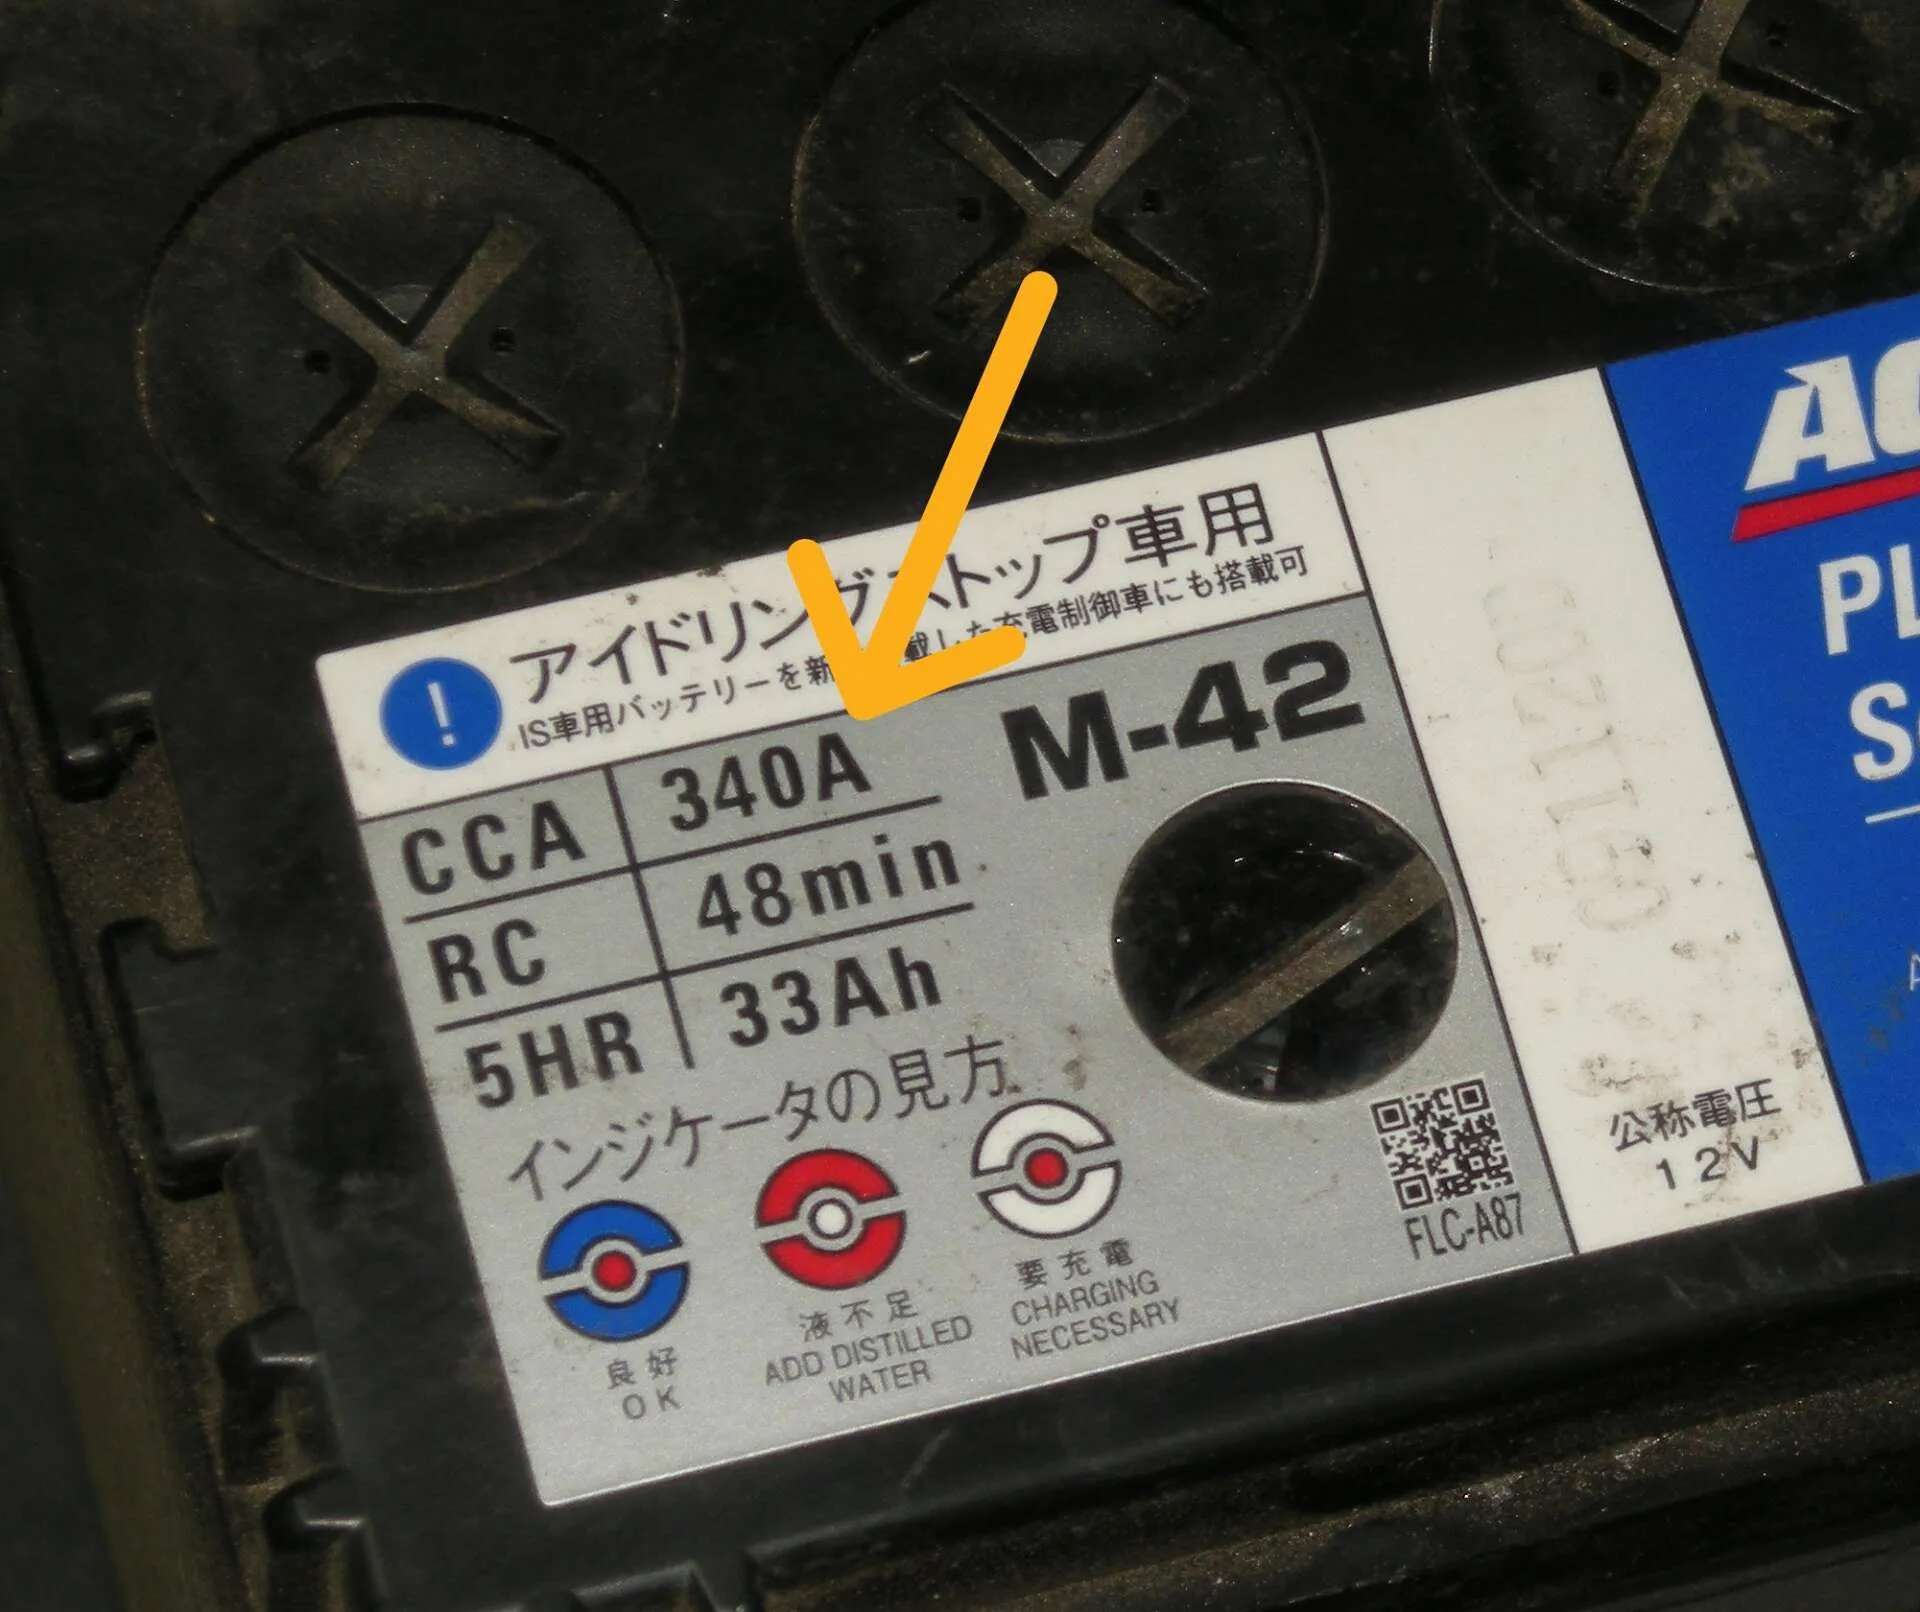 アイドリングストップ車用
IS車用バッテリーを新 載した充電制御車にも搭載可
CCA 340A
M-42
RC 48min
5HR 33Ah
インジケータの見方
良好
OK
液不足
ADD DISTILLED
WATER
要充電
CHARGING
NECESSARY
FLC-A87
公称電圧
12V
AC
PL
S